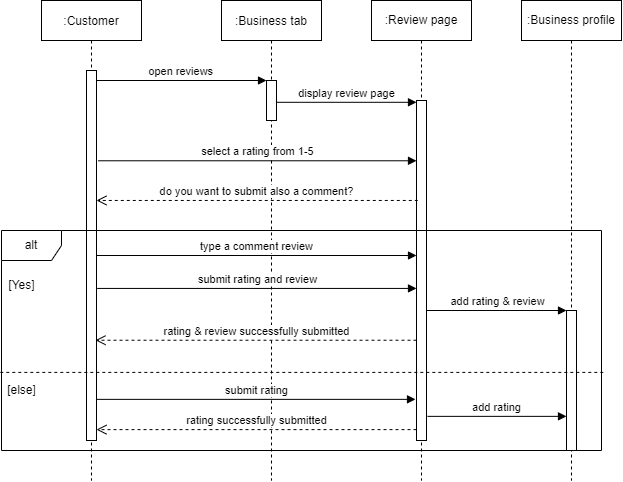 :Customer
:Business tab
:Review page
:Business profile
open reviews
display review page
select a rating from 1-5
do you want to submit also a comment?
alt
type a comment review
[Yes]
submit rating and review
add rating & review
rating & review successfully submitted
[else]
submit rating
add rating
rating successfully submitted